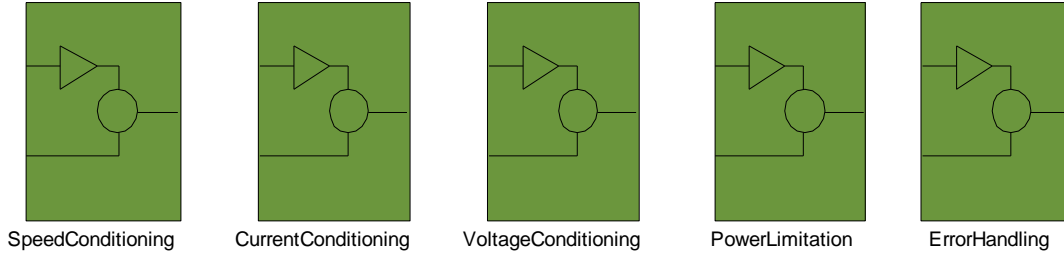 SpeedConditioning
CurrentConditioning
VoltageConditioning
PowerLimitation
ErrorHandling